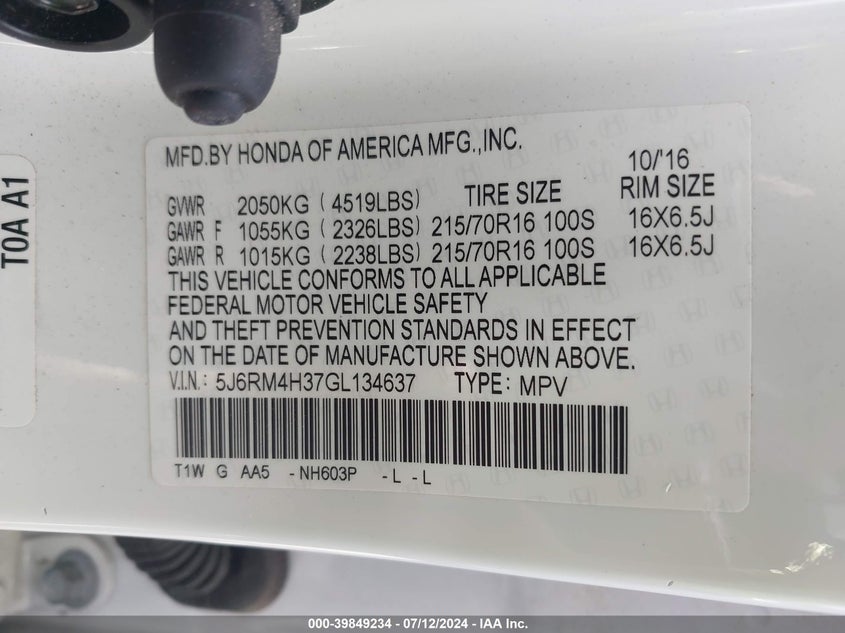 T0A A1
MFD.BY HONDA OF AMERICA MFG.,INC.
10/'16
GVWR 2050KG ( 4519LBS) TIRE SIZE RIM SIZE
GAWR F 1055KG ( 2326LBS) 215/70R16 100S 16X6.5J
GAWR R 1015KG ( 2238LBS) 215/70R16 100S 16X6.5J
THIS VEHICLE CONFORMS TO ALL APPLICABLE
FEDERAL MOTOR VEHICLE SAFETY
AND THEFT PREVENTION STANDARDS IN EFFECT
ON THE DATE OF MANUFACTURE SHOWN ABOVE.
V.I.N.: 5J6RM4H37GL134637 TYPE: MPV
T1W G AA5 -NH603P -L -L
000-39849234 - 07/12/2024 - IAA Inc.